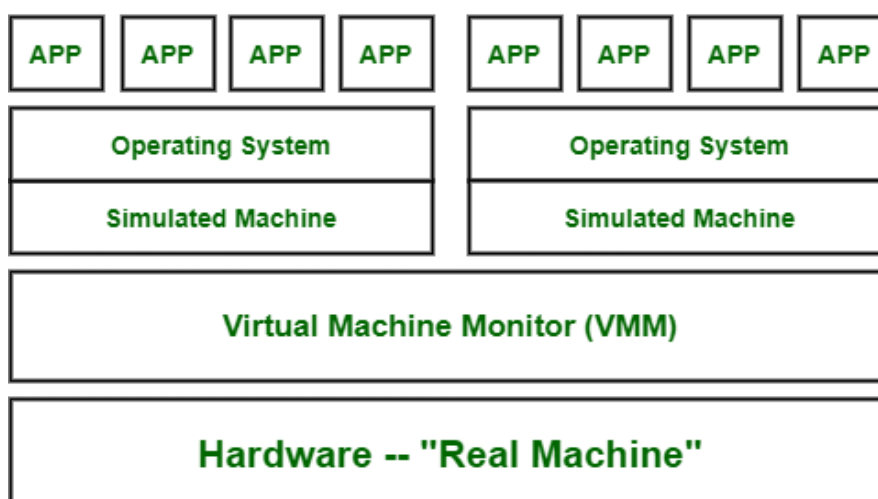 APP APP APP APP APP APP APP APP
Operating System Operating System
Simulated Machine Simulated Machine
Virtual Machine Monitor (VMM)
Hardware -- "Real Machine"